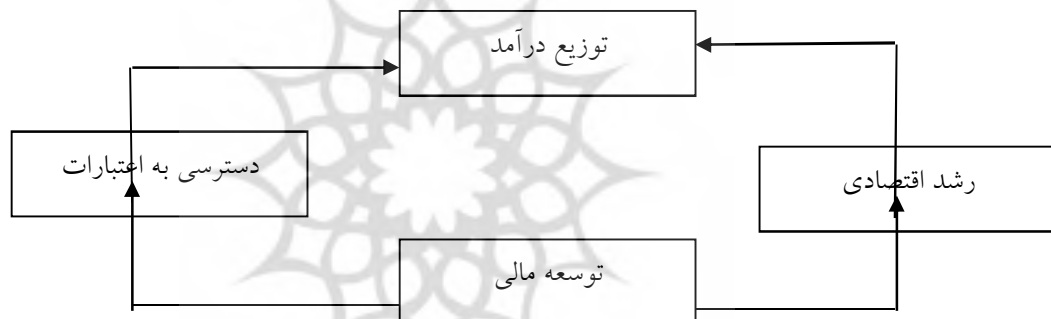 توزیع درآمد
دسترسی به اعتبارات
رشد اقتصادی
توسعه مالی